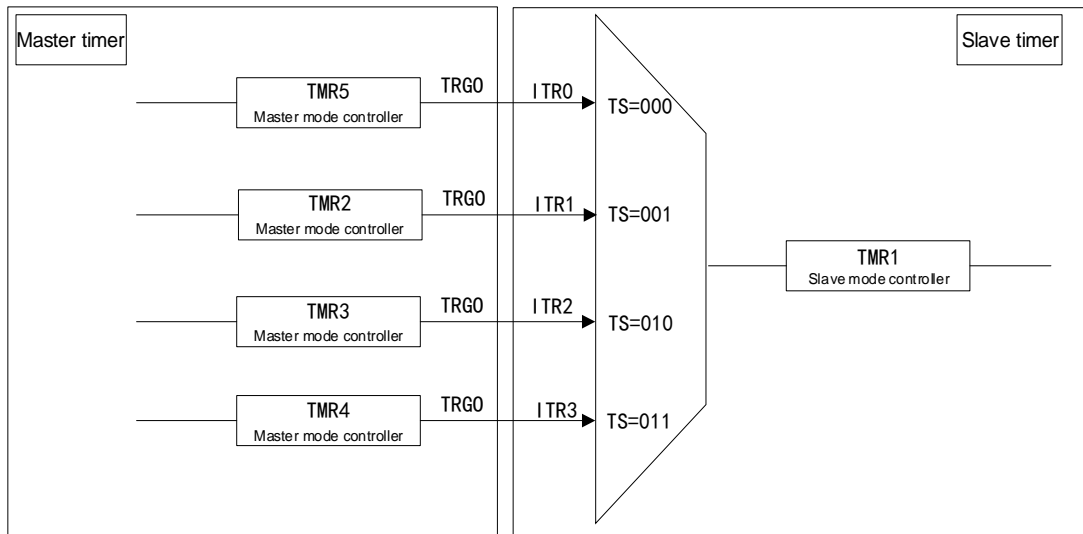 Master timer
Slave timer
TMR5
Master mode controller
TRGO
ITR0
TS=000
TMR2
Master mode controller
TRGO
ITR1
TS=001
TMR1
Slave mode controller
TMR3
Master mode controller
TRGO
ITR2
TS=010
TMR4
Master mode controller
TRGO
ITR3
TS=011